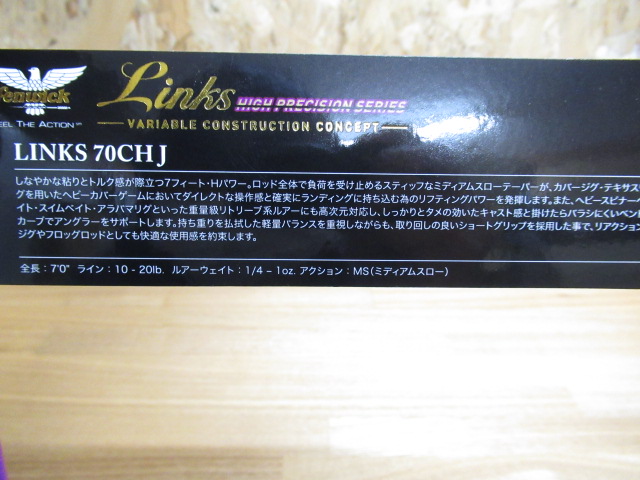 Fenwick
EEL THE ACTION
Links HIGH PRECISION SERIES
VARIABLE CONSTRUCTION CONCEPT
LINKS 70CH J
しなやかな粘りとトルク感が際立つ7フィート・Hパワー。ロッド全体で負荷を受け止めるスティッフなミディアムスローテーパーが、カバージグ・テキサス
グを用いたヘビーカバーゲームにおいてダイレクトな操作感と確実にランディングに持ち込む為のリフティングパワーを発揮します。また、ヘビースピナーベ
イト・スイムベイト・アラバマリグといった重量級リトリーブ系ルアーにも高次元対応し、しっかりとタメの効いたキャスト感と掛けたらバラシにくいベン
カーブでアングラーをサポートします。持ち重りを払拭した軽量バランスを重視しながらも、取り回しの良いショートグリップを採用した事で、リアクション
ジグやフロッグロッドとしても快適な使用感を約束します。
全長：7'0" ライン：10 - 20lb. ルアーウェイト：1/4 – 1oz. アクション：MS（ミディアムスロー）